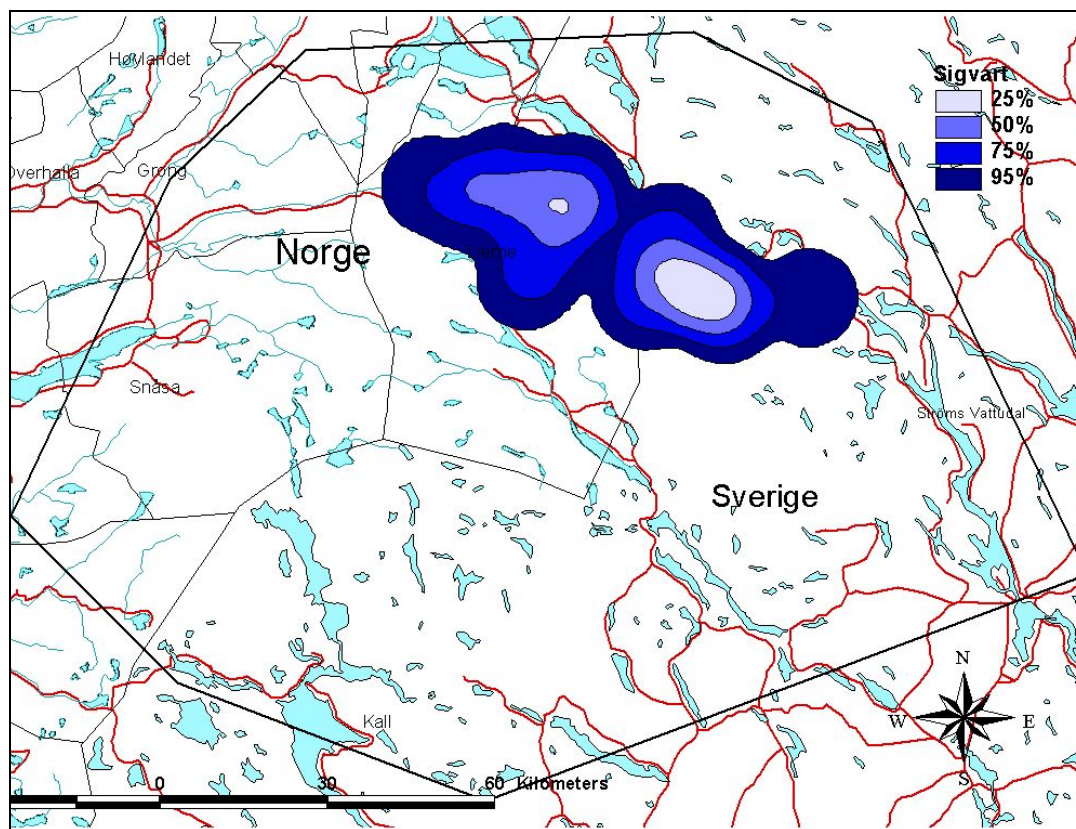 Høylandet
Sigvart
25%
50%
75%
95%
Overhalla
Grong
Norge
Snåsa
Ströms Vattudal
Sverige
N
W
E
S
Kall
0
30
60 Kilometers